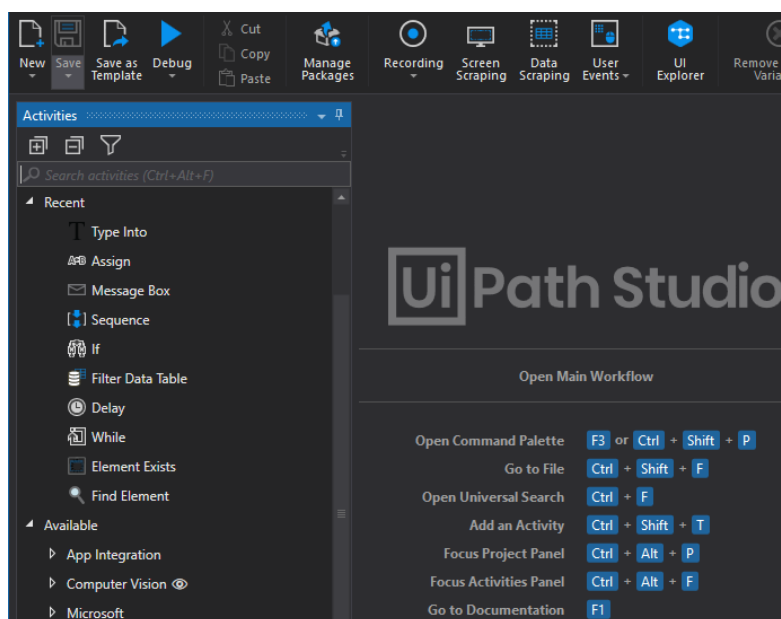 New
Save
Save as
Template
Debug
Cut
Copy
Paste
Manage
Packages
Recording
Screen
Scraping
Data
Scraping
User
Events
UI
Explorer
Remove
Activities
Search activities (Ctrl+Alt+F)
Recent
Type Into
A*B Assign
Message Box
Sequence
If
Filter Data Table
Delay
While
Element Exists
Find Element
Available
App Integration
Computer Vision
Microsoft
Ui Path Studio
Open Main Workflow
Open Command Palette F3 or Ctrl + Shift + P
Go to File Ctrl + Shift + F
Open Universal Search Ctrl + F
Add an Activity Ctrl + Shift + T
Focus Project Panel Ctrl + Alt + P
Focus Activities Panel Ctrl + Alt + F
Go to Documentation F1